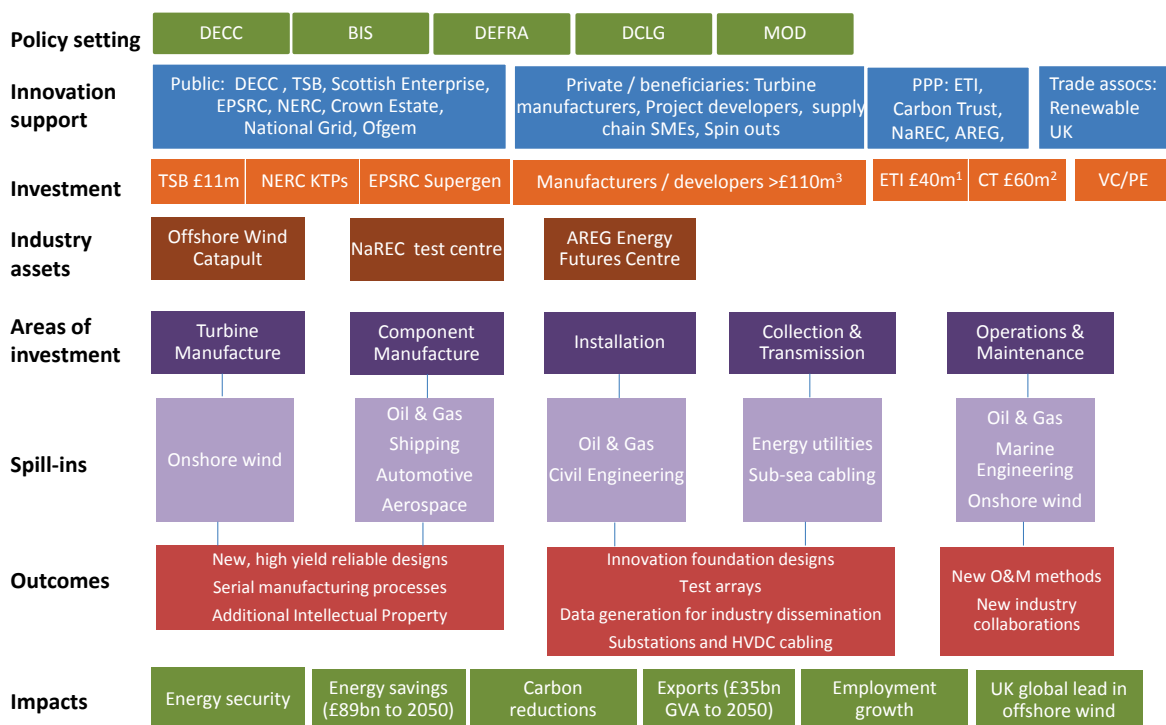 Policy setting
DECC
BIS
DEFRA
DCLG
MOD
Innovation
support
Public: DECC , TSB, Scottish Enterprise,
EPSRC, NERC, Crown Estate,
National Grid, Ofgem
Private / beneficiaries: Turbine
manufacturers, Project developers, supply
chain SMEs, Spin outs
PPP: ETI,
Carbon Trust,
NaREC, AREG,
Trade assocs:
Renewable
UK
Investment
TSB £11m
NERC KTPs
EPSRC Supergen
Manufacturers / developers >£110m³
ETI £40m¹
CT £60m²
VC/PE
Industry
assets
Offshore Wind
Catapult
NaREC test centre
AREG Energy
Futures Centre
Areas of
investment
Turbine
Manufacture
Component
Manufacture
Installation
Collection &
Transmission
Operations &
Maintenance
Spill-ins
Onshore wind
Oil & Gas
Shipping
Automotive
Aerospace
Oil & Gas
Civil Engineering
Energy utilities
Sub-sea cabling
Oil & Gas
Marine
Engineering
Onshore wind
Outcomes
New, high yield reliable designs
Serial manufacturing processes
Additional Intellectual Property
Innovation foundation designs
Test arrays
Data generation for industry dissemination
Substations and HVDC cabling
New O&M methods
New industry
collaborations
Impacts
Energy security
Energy savings
(£89bn to 2050)
Carbon
reductions
Exports (£35bn
GVA to 2050)
Employment
growth
UK global lead in
offshore wind